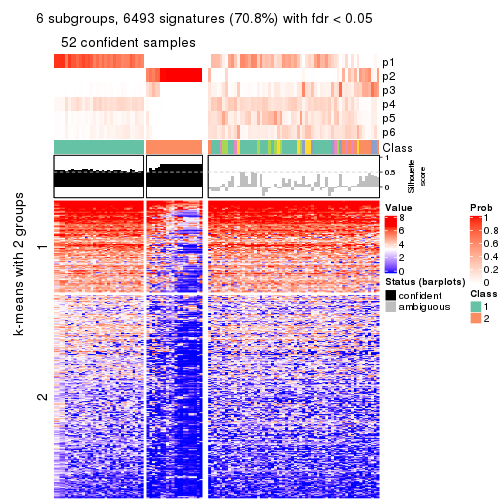 6 subgroups, 6493 signatures (70.8%) with fdr < 0.05
52 confident samples
p1
p2
p3
p4
p5
p6
Class
1
0.5
0
Silhouette
score
k-means with 2 groups
1
2
Value
8
6
4
2
0
Prob
1
0.8
0.6
0.4
0.2
0
Status (barplots)
confident
ambiguous
Class
1
2